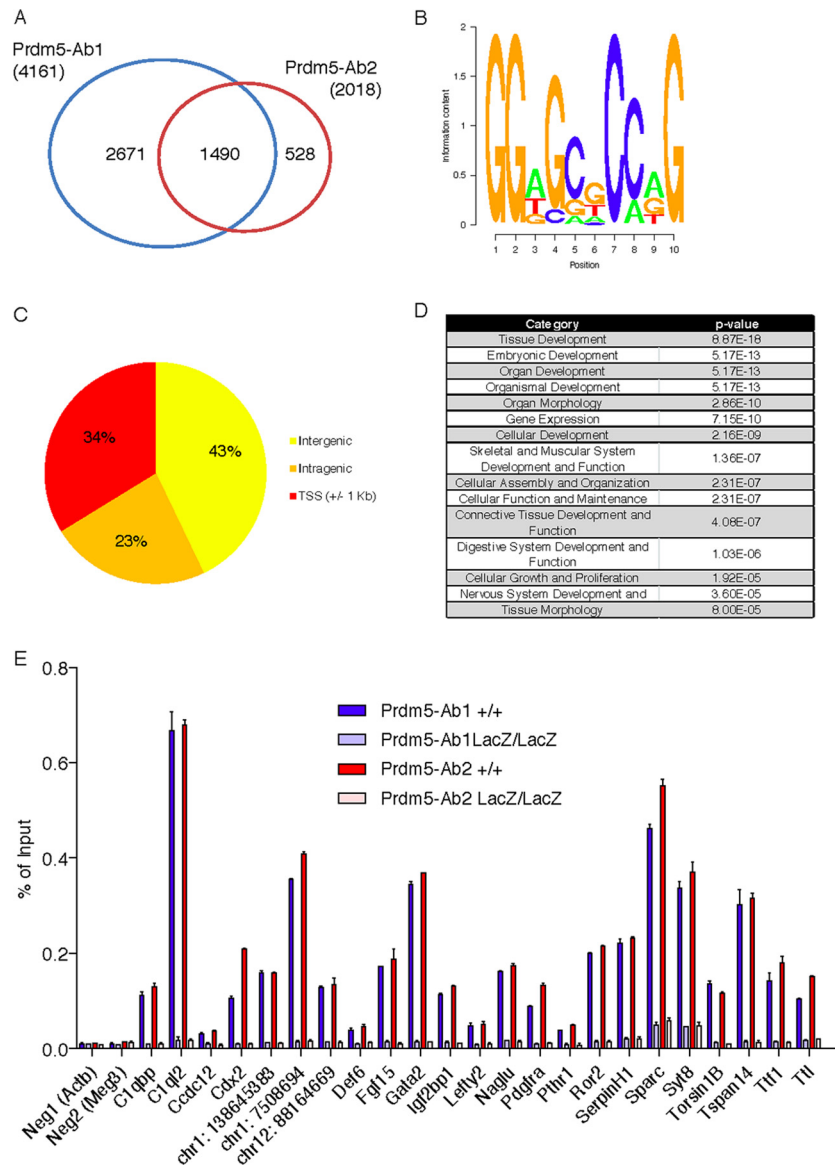 A
Prdm5-Ab1
(4161)
Prdm5-Ab2
(2018)
2671
1490
528
B
Information content
2
1.5
1
0.5
0
G G A T G G C C G A G T A C C A A G T G
1 2 3 4 5 6 7 8 9 10
Position
C
34%
43%
23%
Intergenic
Intragenic
TSS (+/- 1 Kb)
D
Category p-value
Tissue Development 8.87E-18
Embryonic Development 5.17E-13
Organ Development 5.17E-13
Organismal Development 5.17E-13
Organ Morphology 2.86E-10
Gene Expression 7.15E-10
Cellular Development 2.16E-09
Skeletal and Muscular System
Development and Function 1.36E-07
Cellular Assembly and Organization 2.31E-07
Cellular Function and Maintenance 2.31E-07
Connective Tissue Development and
Function 4.08E-07
Digestive System Development and
Function 1.03E-06
Cellular Growth and Proliferation 1.92E-05
Nervous System Development and 3.60E-05
Tissue Morphology 8.00E-05
E
% of Input
0.8
0.6
0.4
0.2
0.0
Prdm5-Ab1 +/+
Prdm5-Ab1LacZ/LacZ
Prdm5-Ab2 +/+
Prdm5-Ab2 LacZ/LacZ
Neg1 (Actb)
Neg2 (Meg3)
C1qbp
C1ql2
Ccdc12
Cdx2
chr1: 138645383
chr1: 7508694
chr12: 88164669
Def6
Fgf15
Gata2
Igf2bp1
Lefty2
Naglu
Pdgfra
Pthr1
Ror2
SerpinH1
Sparc
Syt8
Torsin1B
Tspan14
Ttf1
Ttl